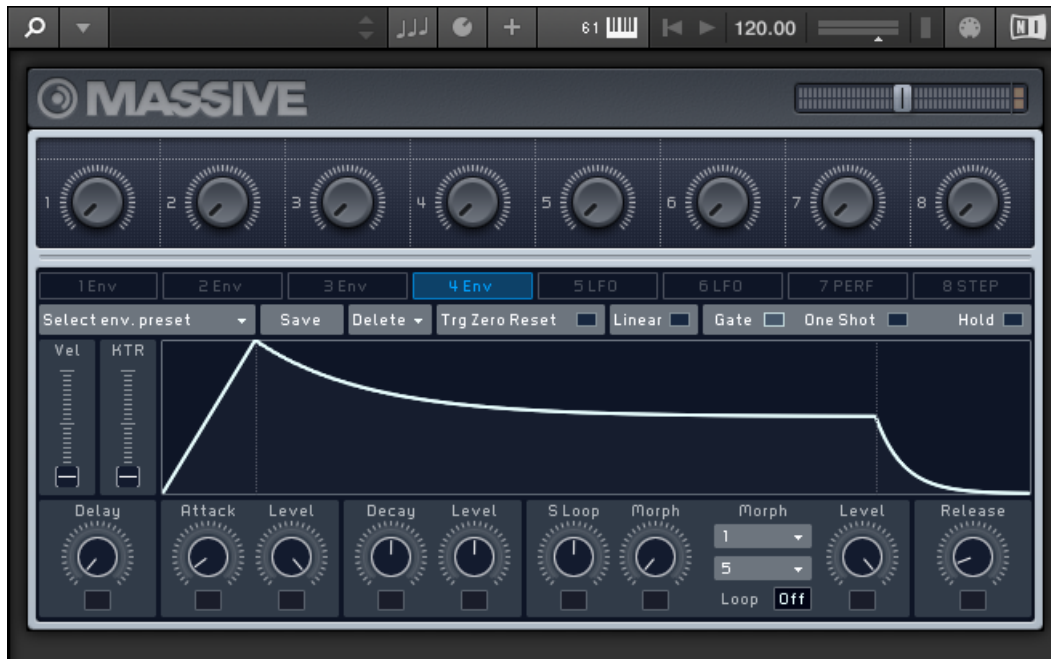 61 120.00 NI
MASSIVE
1 2 3 4 5 6 7 8
1 Env 2 Env 3 Env 4 Env 5 LFO 6 LFO 7 PERF 8 STEP
Select env. preset Save Delete Trg Zero Reset Linear Gate One Shot Hold
Vel KTR
Delay Attack Level Decay Level S Loop Morph Morph Level Release
1
5
Loop Off